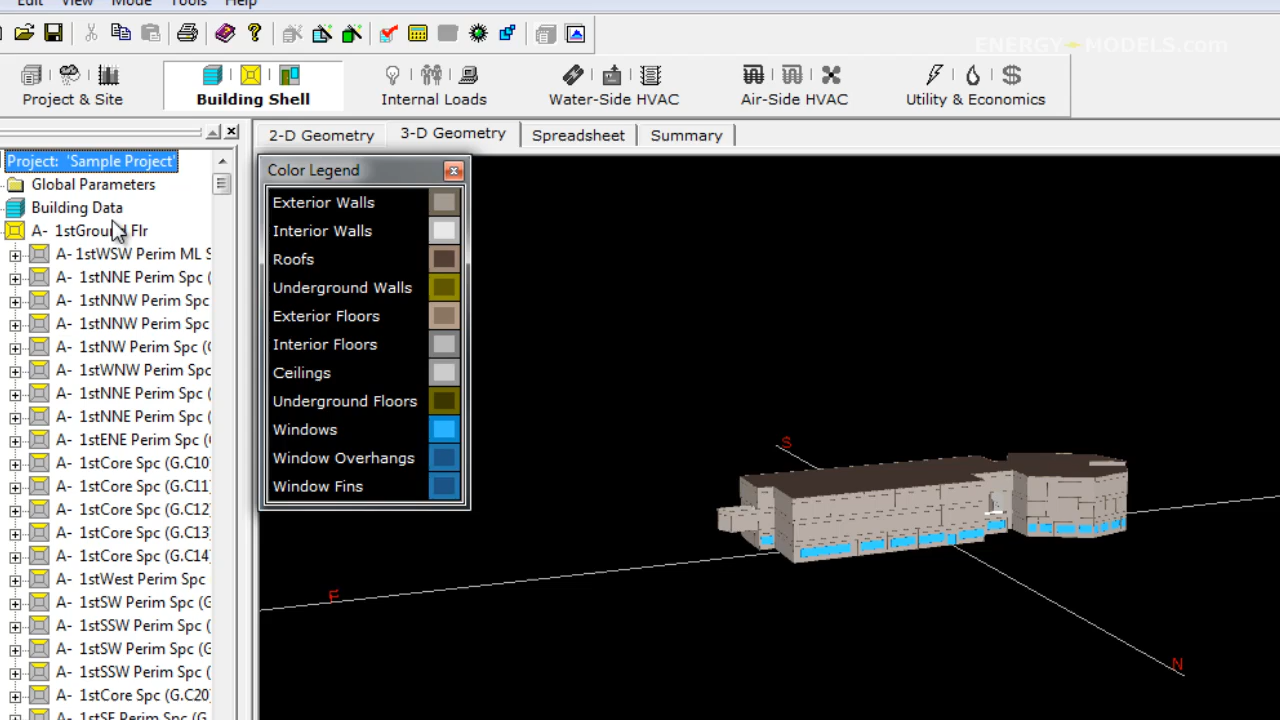 Edit View Mode Tools Help
ENERGY-MODELS.com
Project & Site Building Shell Internal Loads Water-Side HVAC Air-Side HVAC Utility & Economics
2-D Geometry 3-D Geometry Spreadsheet Summary
Project: 'Sample Project'
Global Parameters
Building Data
A- 1stGround Flr
A- 1stWSW Perim ML S
A- 1stNNE Perim Spc (
A- 1stNNW Perim Spc
A- 1stNNW Perim Spc
A- 1stNW Perim Spc (G
A- 1stWNW Perim Spc
A- 1stNNE Perim Spc (
A- 1stNNE Perim Spc (
A- 1stENE Perim Spc (
A- 1stCore Spc (G.C10)
A- 1stCore Spc (G.C11)
A- 1stCore Spc (G.C12)
A- 1stCore Spc (G.C13)
A- 1stCore Spc (G.C14)
A- 1stWest Perim Spc
A- 1stSW Perim Spc (G
A- 1stSSW Perim Spc (
A- 1stSW Perim Spc (G
A- 1stSSW Perim Spc (
A- 1stCore Spc (G.C20)
A- 1stSE Perim Spc (G.
Color Legend
Exterior Walls
Interior Walls
Roofs
Underground Walls
Exterior Floors
Interior Floors
Ceilings
Underground Floors
Windows
Window Overhangs
Window Fins
S
E
N